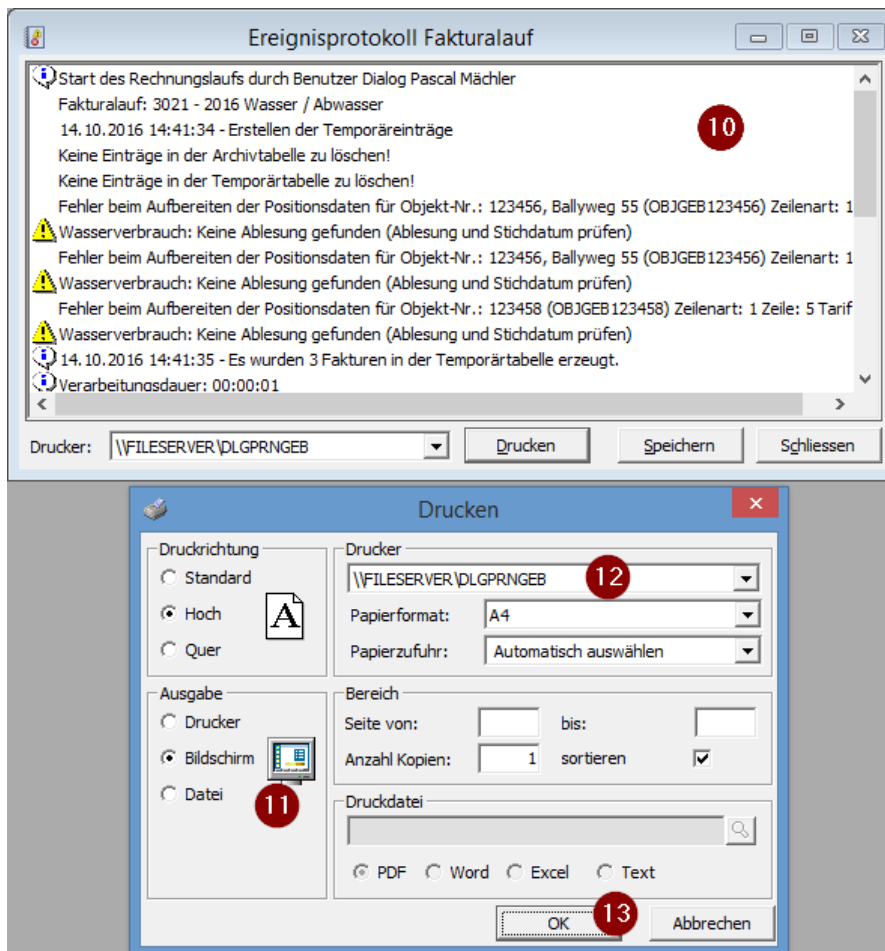 Ereignisprotokoll Fakturalauf
Start des Rechnungslaufs durch Benutzer Dialog Pascal Mächler
Fakturalauf: 3021 - 2016 Wasser / Abwasser
14.10.2016 14:41:34 - Erstellen der Temporäreinträge
10
Keine Einträge in der Archivtabelle zu löschen!
Keine Einträge in der Temporärtabelle zu löschen!
Fehler beim Aufbereiten der Positionsdaten für Objekt-Nr.: 123456, Ballyweg 55 (OBJGEB123456) Zeilenart: 1
Wasserverbrauch: Keine Ablesung gefunden (Ablesung und Stichdatum prüfen)
Fehler beim Aufbereiten der Positionsdaten für Objekt-Nr.: 123456, Ballyweg 55 (OBJGEB123456) Zeilenart: 1
Wasserverbrauch: Keine Ablesung gefunden (Ablesung und Stichdatum prüfen)
Fehler beim Aufbereiten der Positionsdaten für Objekt-Nr.: 123458 (OBJGEB123458) Zeilenart: 1 Zeile: 5 Tarif
Wasserverbrauch: Keine Ablesung gefunden (Ablesung und Stichdatum prüfen)
14.10.2016 14:41:35 - Es wurden 3 Fakturen in der Temporärtabelle erzeugt.
Verarbeitungsdauer: 00:00:01
Drucker: \\FILESERVER\DLGPRNGEB Drucken Speichern Schliessen
Drucken
Druckrichtung
Standard
Hoch
A
Quer
Drucker
\\FILESERVER\DLGPRNGEB 12
Papierformat: A4
Papierzufuhr: Automatisch auswählen
Ausgabe
Drucker
Bildschirm
Datei
11
Bereich
Seite von: bis:
Anzahl Kopien: 1 sortieren
Druckdatei
PDF Word Excel Text
OK 13 Abbrechen